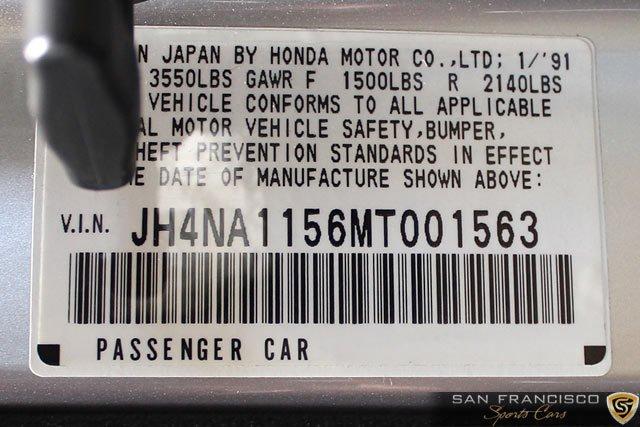 N JAPAN BY HONDA MOTOR CO.,LTD; 1/'91
3550LBS GAWR F 1500LBS R 2140LBS
VEHICLE CONFORMS TO ALL APPLICABLE
AL MOTOR VEHICLE SAFETY,BUMPER,
HEFT PREVENTION STANDARDS IN EFFECT
E DATE OF MANUFACTURE SHOWN ABOVE:
V.I.N. JH4NA1156MT001563
PASSENGER CAR
SAN FRANCISCO
Sports Cars